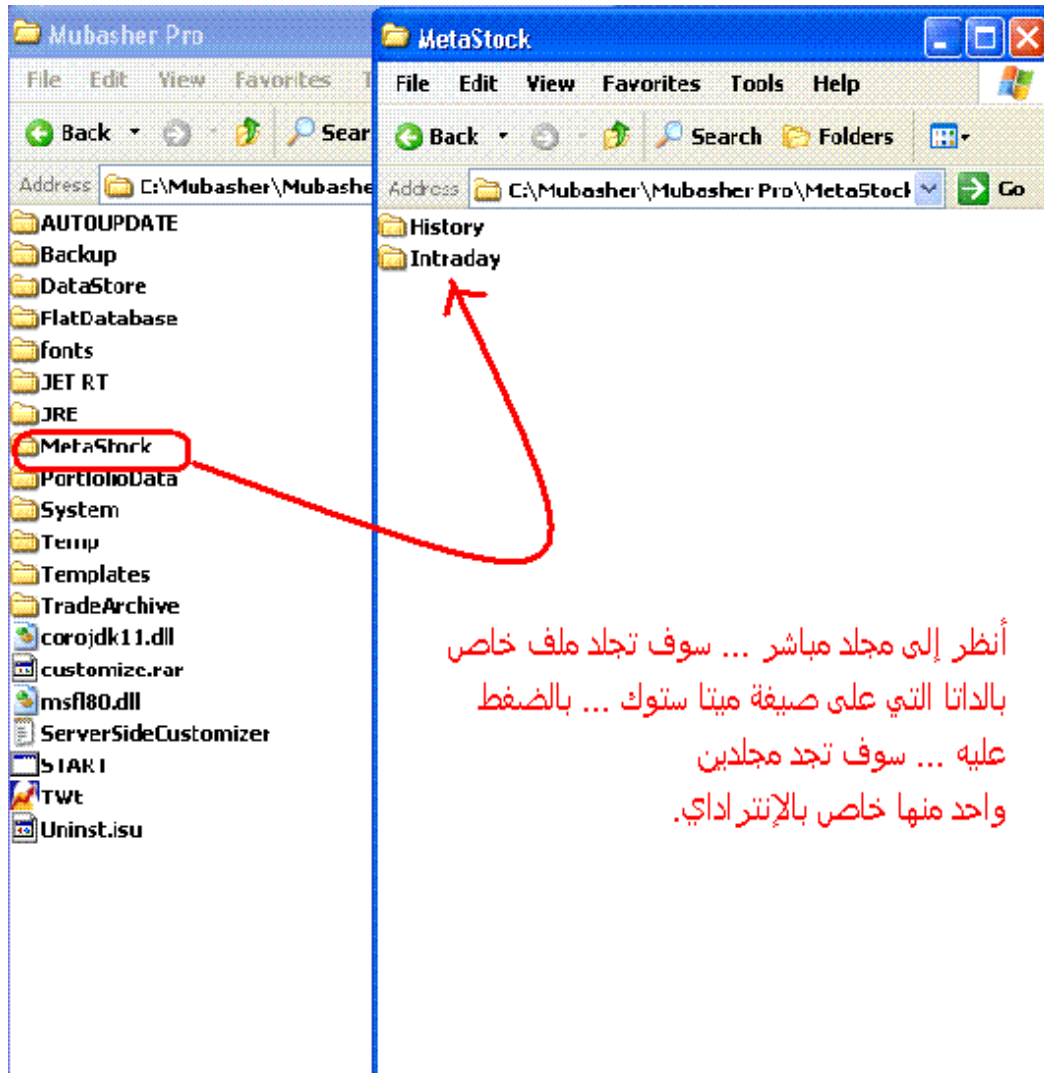 Mubasher Pro
File Edit View Favorites T
Back Sear
Address C:\Mubasher\Mubashe
AUTOUPDATE
Backup
DataStore
FlatDatabase
fonts
JET RT
JRE
MetaStock
PortfolioData
System
Temp
Templates
TradeArchive
corojdk11.dll
customize.rar
msfl80.dll
ServerSideCustomizer
START
TWt
Uninst.isu
MetaStock
File Edit View Favorites Tools Help
Back Search Folders
Address C:\Mubasher\Mubasher Pro\MetaStock Go
History
Intraday
أنظر إلى مجلد مباشر ... سوف تجلد ملف خاص
بالداتا التي على صيغة ميتا ستوك ... بالضغط
عليه ... سوف تجد مجلدين
واحد منها خاص بالإنتراداي.